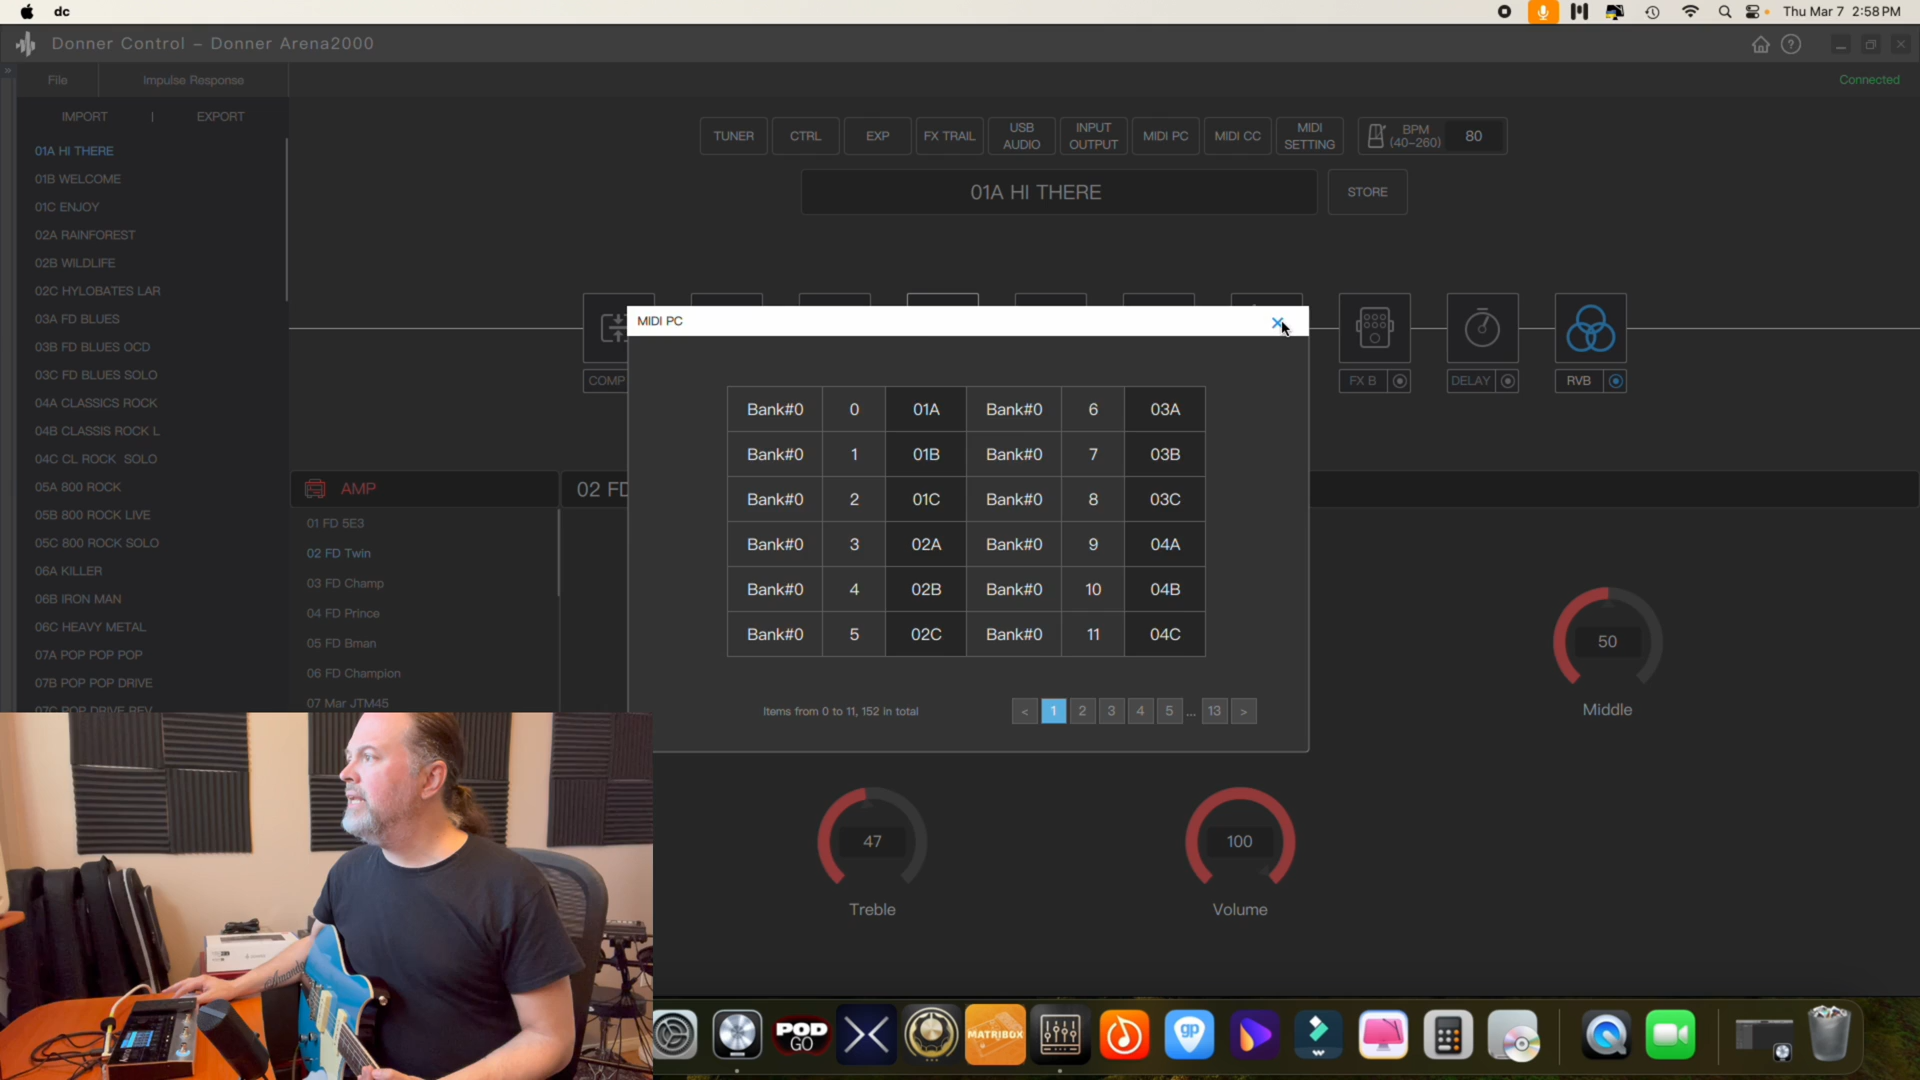 dc
Thu Mar 7 2:58 PM
Donner Control – Donner Arena2000
File
Impulse Response
Connected
IMPORT | EXPORT
TUNER
CTRL
EXP
FX TRAIL
USB
AUDIO
INPUT
OUTPUT
MIDI PC
MIDI CC
MIDI
SETTING
BPM
(40–260)
80
01A HI THERE
STORE
01A HI THERE
01B WELCOME
01C ENJOY
02A RAINFOREST
02B WILDLIFE
02C HYLOBATES LAR
03A FD BLUES
03B FD BLUES OCD
03C FD BLUES SOLO
04A CLASSICS ROCK
04B CLASSIS ROCK L
04C CL ROCK  SOLO
05A 800 ROCK
05B 800 ROCK LIVE
05C 800 ROCK SOLO
06A KILLER
06B IRON MAN
06C HEAVY METAL
07A POP POP POP
07B POP POP DRIVE
07C POP DRIVE REV
COMP
FX B
DELAY
RVB
AMP
02 FD
01 FD 5E3
02 FD Twin
03 FD Champ
04 FD Prince
05 FD Bman
06 FD Champion
07 Mar JTM45
MIDI PC
Bank#0 0 01A Bank#0 6 03A
Bank#0 1 01B Bank#0 7 03B
Bank#0 2 01C Bank#0 8 03C
Bank#0 3 02A Bank#0 9 04A
Bank#0 4 02B Bank#0 10 04B
Bank#0 5 02C Bank#0 11 04C
Items from 0 to 11, 152 in total
< 1 2 3 4 5 ... 13 >
50
Middle
47
Treble
100
Volume
POD
GO
MATRIBOX
gp